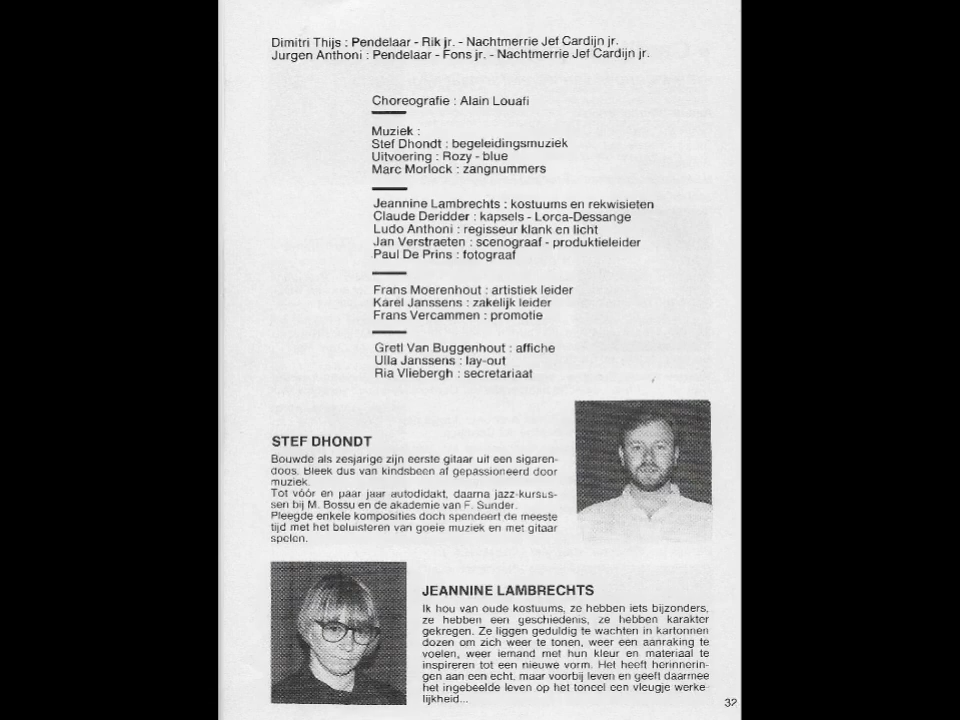 Dimitri Thijs : Pendelaar - Rik jr. - Nachtmerrie Jef Cardijn jr.
Jurgen Anthoni : Pendelaar - Fons jr. - Nachtmerrie Jef Cardijn jr.
Choreografie : Alain Louafi
Muziek :
Stef Dhondt : begeleidingsmuziek
Uitvoering : Rozy - blue
Marc Morlock : zangnummers
Jeannine Lambrechts : kostuums en rekwisieten
Claude Deridder : kapsels - Lorca-Dessange
Ludo Anthoni : regisseur klank en licht
Jan Verstraeten : scenograaf - produktieleider
Paul De Prins : fotograaf
Frans Moerenhout : artistiek leider
Karel Janssens : zakelijk leider
Frans Vercammen : promotie
Gretl Van Buggenhout : affiche
Ulla Janssens : lay-out
Ria Vliebergh : secretariaat
STEF DHONDT
Bouwde als zesjarige zijn eerste gitaar uit een sigaren-
doos. Bleek dus van kindsbeen af gepassioneerd door
muziek.
Tot vóór en paar jaar autodidakt, daarna jazz-kursus-
sen bij M. Bossu en de akademie van F. Sunder.
Pleegde enkele komposities doch spendeert de meeste
tijd met het beluisteren van goeie muziek en met gitaar
spelen.
JEANNINE LAMBRECHTS
Ik hou van oude kostuums, ze hebben iets bijzonders,
ze hebben een geschiedenis, ze hebben karakter
gekregen. Ze liggen geduldig te wachten in kartonnen
dozen om zich weer te tonen, weer een aanraking te
voelen, weer iemand met hun kleur en materiaal te
inspireren tot een nieuwe vorm. Het heeft herinnerin-
gen aan een echt, maar voorbij leven en geeft daarmee
het ingebeelde leven op het toneel een vleugje werke-
lijkheid...
32